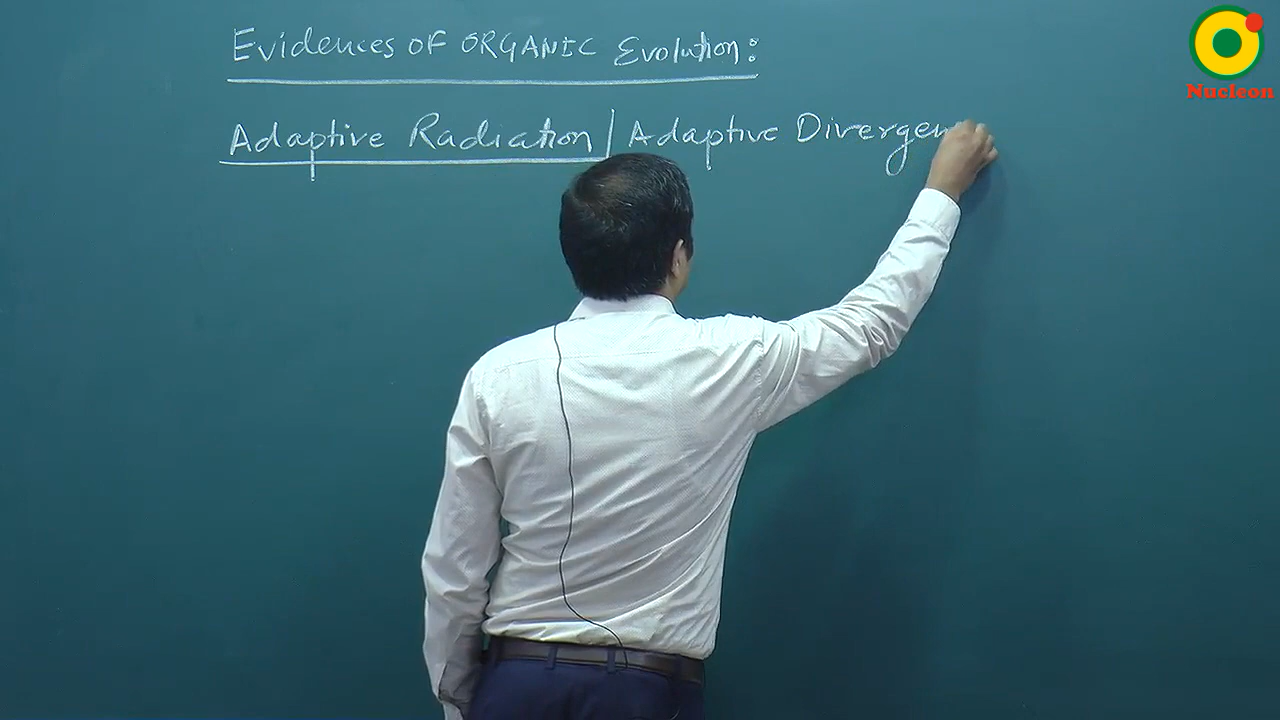 Evidences OF ORGANIC Evolution:
Adaptive Radiation / Adaptive Divergen
Nucleon